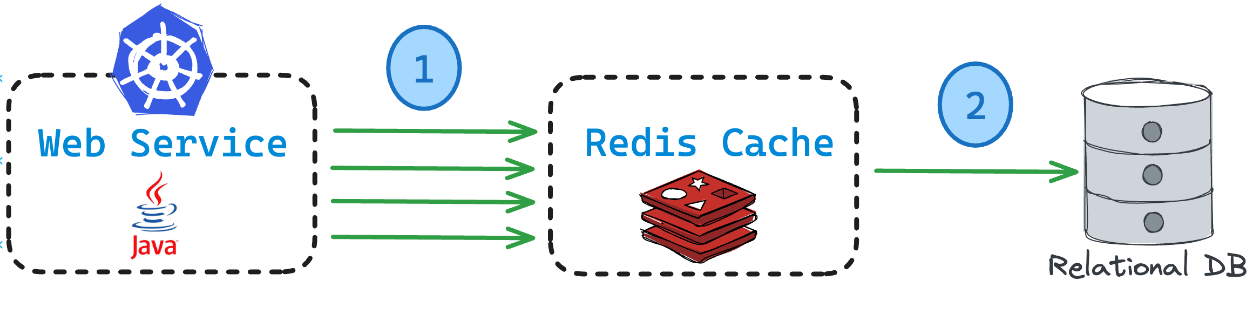 1
2
Web Service
Redis Cache
Java
Relational DB